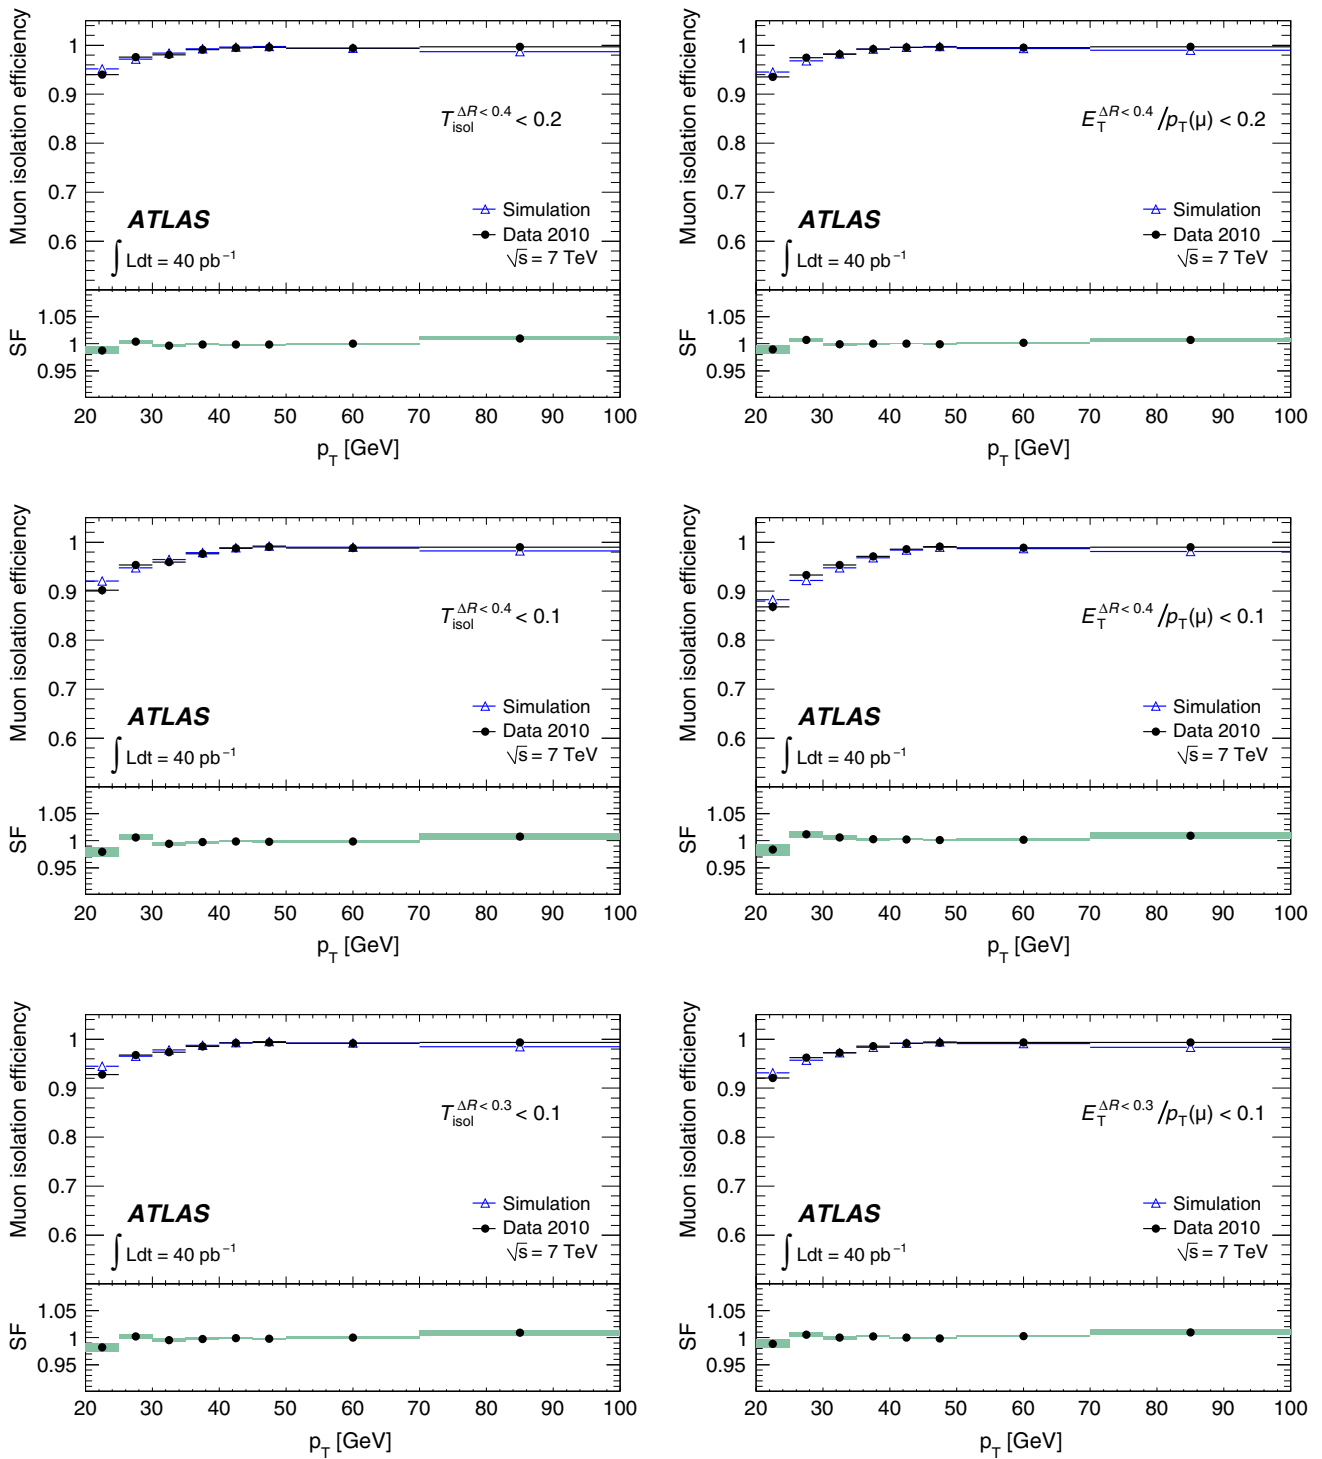 Muon isolation efficiency
1
0.9
0.8
0.7
0.6
T_isol^ΔR < 0.4 < 0.2
ATLAS
∫ Ldt = 40 pb⁻¹
Simulation
Data 2010
√s = 7 TeV
SF
1.05
1
0.95
20 30 40 50 60 70 80 90 100
p_T [GeV]
Muon isolation efficiency
1
0.9
0.8
0.7
0.6
E_T^ΔR < 0.4 /p_T(μ) < 0.2
ATLAS
∫ Ldt = 40 pb⁻¹
Simulation
Data 2010
√s = 7 TeV
SF
1.05
1
0.95
20 30 40 50 60 70 80 90 100
p_T [GeV]
Muon isolation efficiency
1
0.9
0.8
0.7
0.6
T_isol^ΔR < 0.4 < 0.1
ATLAS
∫ Ldt = 40 pb⁻¹
Simulation
Data 2010
√s = 7 TeV
SF
1.05
1
0.95
20 30 40 50 60 70 80 90 100
p_T [GeV]
Muon isolation efficiency
1
0.9
0.8
0.7
0.6
E_T^ΔR < 0.4 /p_T(μ) < 0.1
ATLAS
∫ Ldt = 40 pb⁻¹
Simulation
Data 2010
√s = 7 TeV
SF
1.05
1
0.95
20 30 40 50 60 70 80 90 100
p_T [GeV]
Muon isolation efficiency
1
0.9
0.8
0.7
0.6
T_isol^ΔR < 0.3 < 0.1
ATLAS
∫ Ldt = 40 pb⁻¹
Simulation
Data 2010
√s = 7 TeV
SF
1.05
1
0.95
20 30 40 50 60 70 80 90 100
p_T [GeV]
Muon isolation efficiency
1
0.9
0.8
0.7
0.6
E_T^ΔR < 0.3 /p_T(μ) < 0.1
ATLAS
∫ Ldt = 40 pb⁻¹
Simulation
Data 2010
√s = 7 TeV
SF
1.05
1
0.95
20 30 40 50 60 70 80 90 100
p_T [GeV]